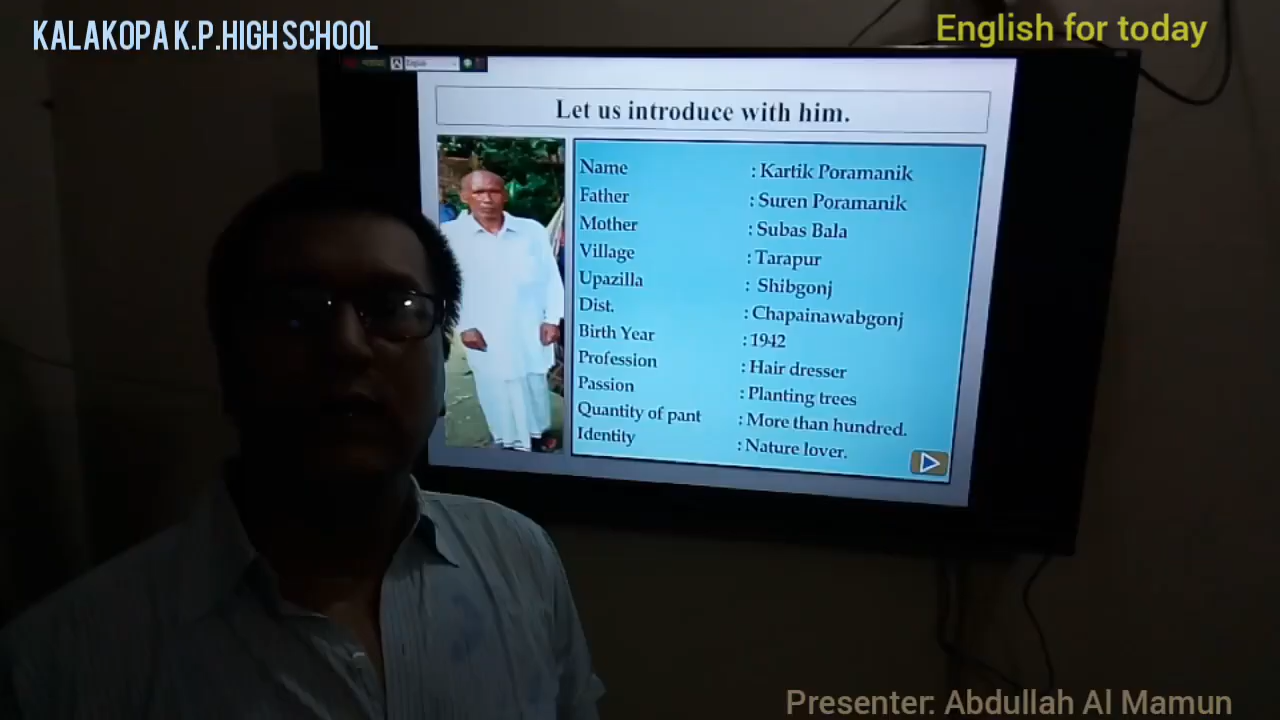 KALAKOPA K.P.HIGH SCHOOL
English for today
English
Let us introduce with him.
Name : Kartik Poramanik
Father : Suren Poramanik
Mother : Subas Bala
Village : Tarapur
Upazilla : Shibgonj
Dist. : Chapainawabgonj
Birth Year : 1942
Profession : Hair dresser
Passion : Planting trees
Quantity of pant : More than hundred.
Identity : Nature lover.
Presenter: Abdullah Al Mamun